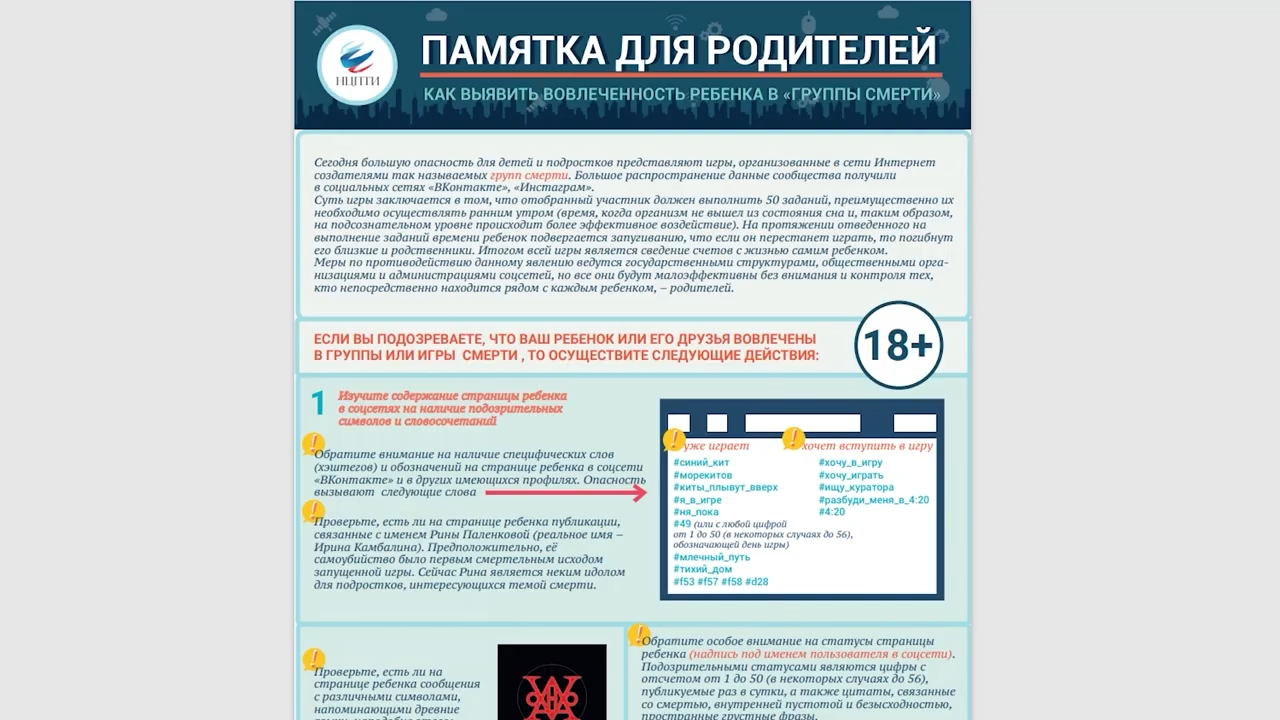 НЦПТИ
ПАМЯТКА ДЛЯ РОДИТЕЛЕЙ
КАК ВЫЯВИТЬ ВОВЛЕЧЕННОСТЬ РЕБЕНКА В «ГРУППЫ СМЕРТИ»
Сегодня большую опасность для детей и подростков представляют игры, организованные в сети Интернет
создателями так называемых групп смерти. Большое распространение данные сообщества получили
в социальных сетях «ВКонтакте», «Инстаграм».
Суть игры заключается в том, что отобранный участник должен выполнить 50 заданий, преимущественно их
необходимо осуществлять ранним утром (время, когда организм не вышел из состояния сна и, таким образом,
на подсознательном уровне происходит более эффективное воздействие). На протяжении отведенного на
выполнение заданий времени ребенок подвергается запугиванию, что если он перестанет играть, то погибнут
его близкие и родственники. Итогом всей игры является сведение счетов с жизнью самим ребенком.
Меры по противодействию данному явлению ведутся государственными структурами, общественными орга-
низациями и администрациями соцсетей, но все они будут малоэффективны без внимания и контроля тех,
кто непосредственно находится рядом с каждым ребенком, – родителей.
ЕСЛИ ВЫ ПОДОЗРЕВАЕТЕ, ЧТО ВАШ РЕБЕНОК ИЛИ ЕГО ДРУЗЬЯ ВОВЛЕЧЕНЫ
В ГРУППЫ ИЛИ ИГРЫ СМЕРТИ , ТО ОСУЩЕСТВИТЕ СЛЕДУЮЩИЕ ДЕЙСТВИЯ:
18+
1
Изучите содержание страницы ребенка
в соцсетях на наличие подозрительных
символов и словосочетаний
Обратите внимание на наличие специфических слов
(хэштегов) и обозначений на странице ребенка в соцсети
«ВКонтакте» и в других имеющихся профилях. Опасность
вызывают следующие слова
Проверьте, есть ли на странице ребенка публикации,
связанные с именем Рины Паленковой (реальное имя –
Ирина Камбалина). Предположительно, её
самоубийство было первым смертельным исходом
запущенной игры. Сейчас Рина является неким идолом
для подростков, интересующихся темой смерти.
уже играет
#синий_кит
#морекитов
#киты_плывут_вверх
#я_в_игре
#ня_пока
#49 (или с любой цифрой
от 1 до 50 (в некоторых случаях до 56),
обозначающей день игры)
#млечный_путь
#тихий_дом
#f53 #f57 #f58 #d28
хочет вступить в игру
#хочу_в_игру
#хочу_играть
#ищу_куратора
#разбуди_меня_в_4:20
#4:20
Проверьте, есть ли на
странице ребенка сообщения
с различными символами,
напоминающими древние
Обратите особое внимание на статусы страницы
ребенка (надпись под именем пользователя в соцсети).
Подозрительными статусами являются цифры с
отсчетом от 1 до 50 (в некоторых случаях до 56),
публикуемые раз в сутки, а также цитаты, связанные
со смертью, внутренней пустотой и безысходностью,
пространные грустные фразы.